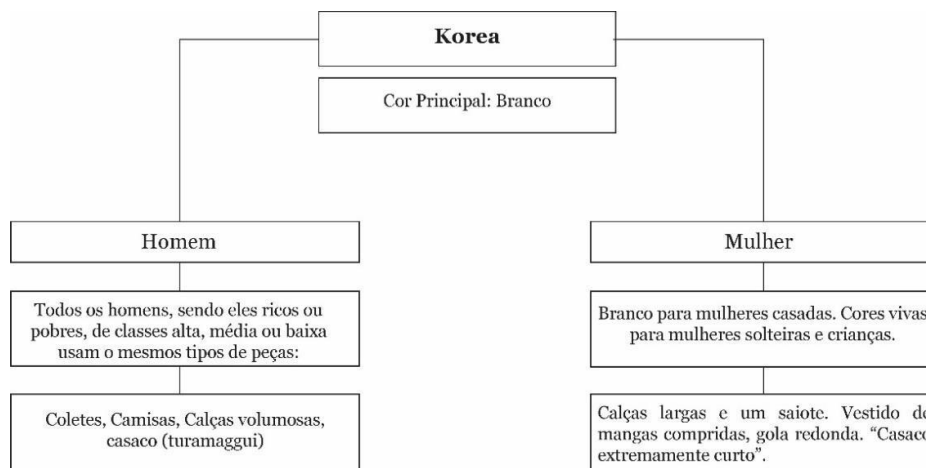 Korea
Cor Principal: Branco
Homem
Mulher
Todos os homens, sendo eles ricos ou
pobres, de classes alta, média ou baixa
usam o mesmos tipos de peças:
Branco para mulheres casadas. Cores vivas
para mulheres solteiras e crianças.
Coletes, Camisas, Calças volumosas,
casaco (turamaggui)
Calças largas e um saiote. Vestido de
mangas compridas, gola redonda. “Casaco
extremamente curto”.